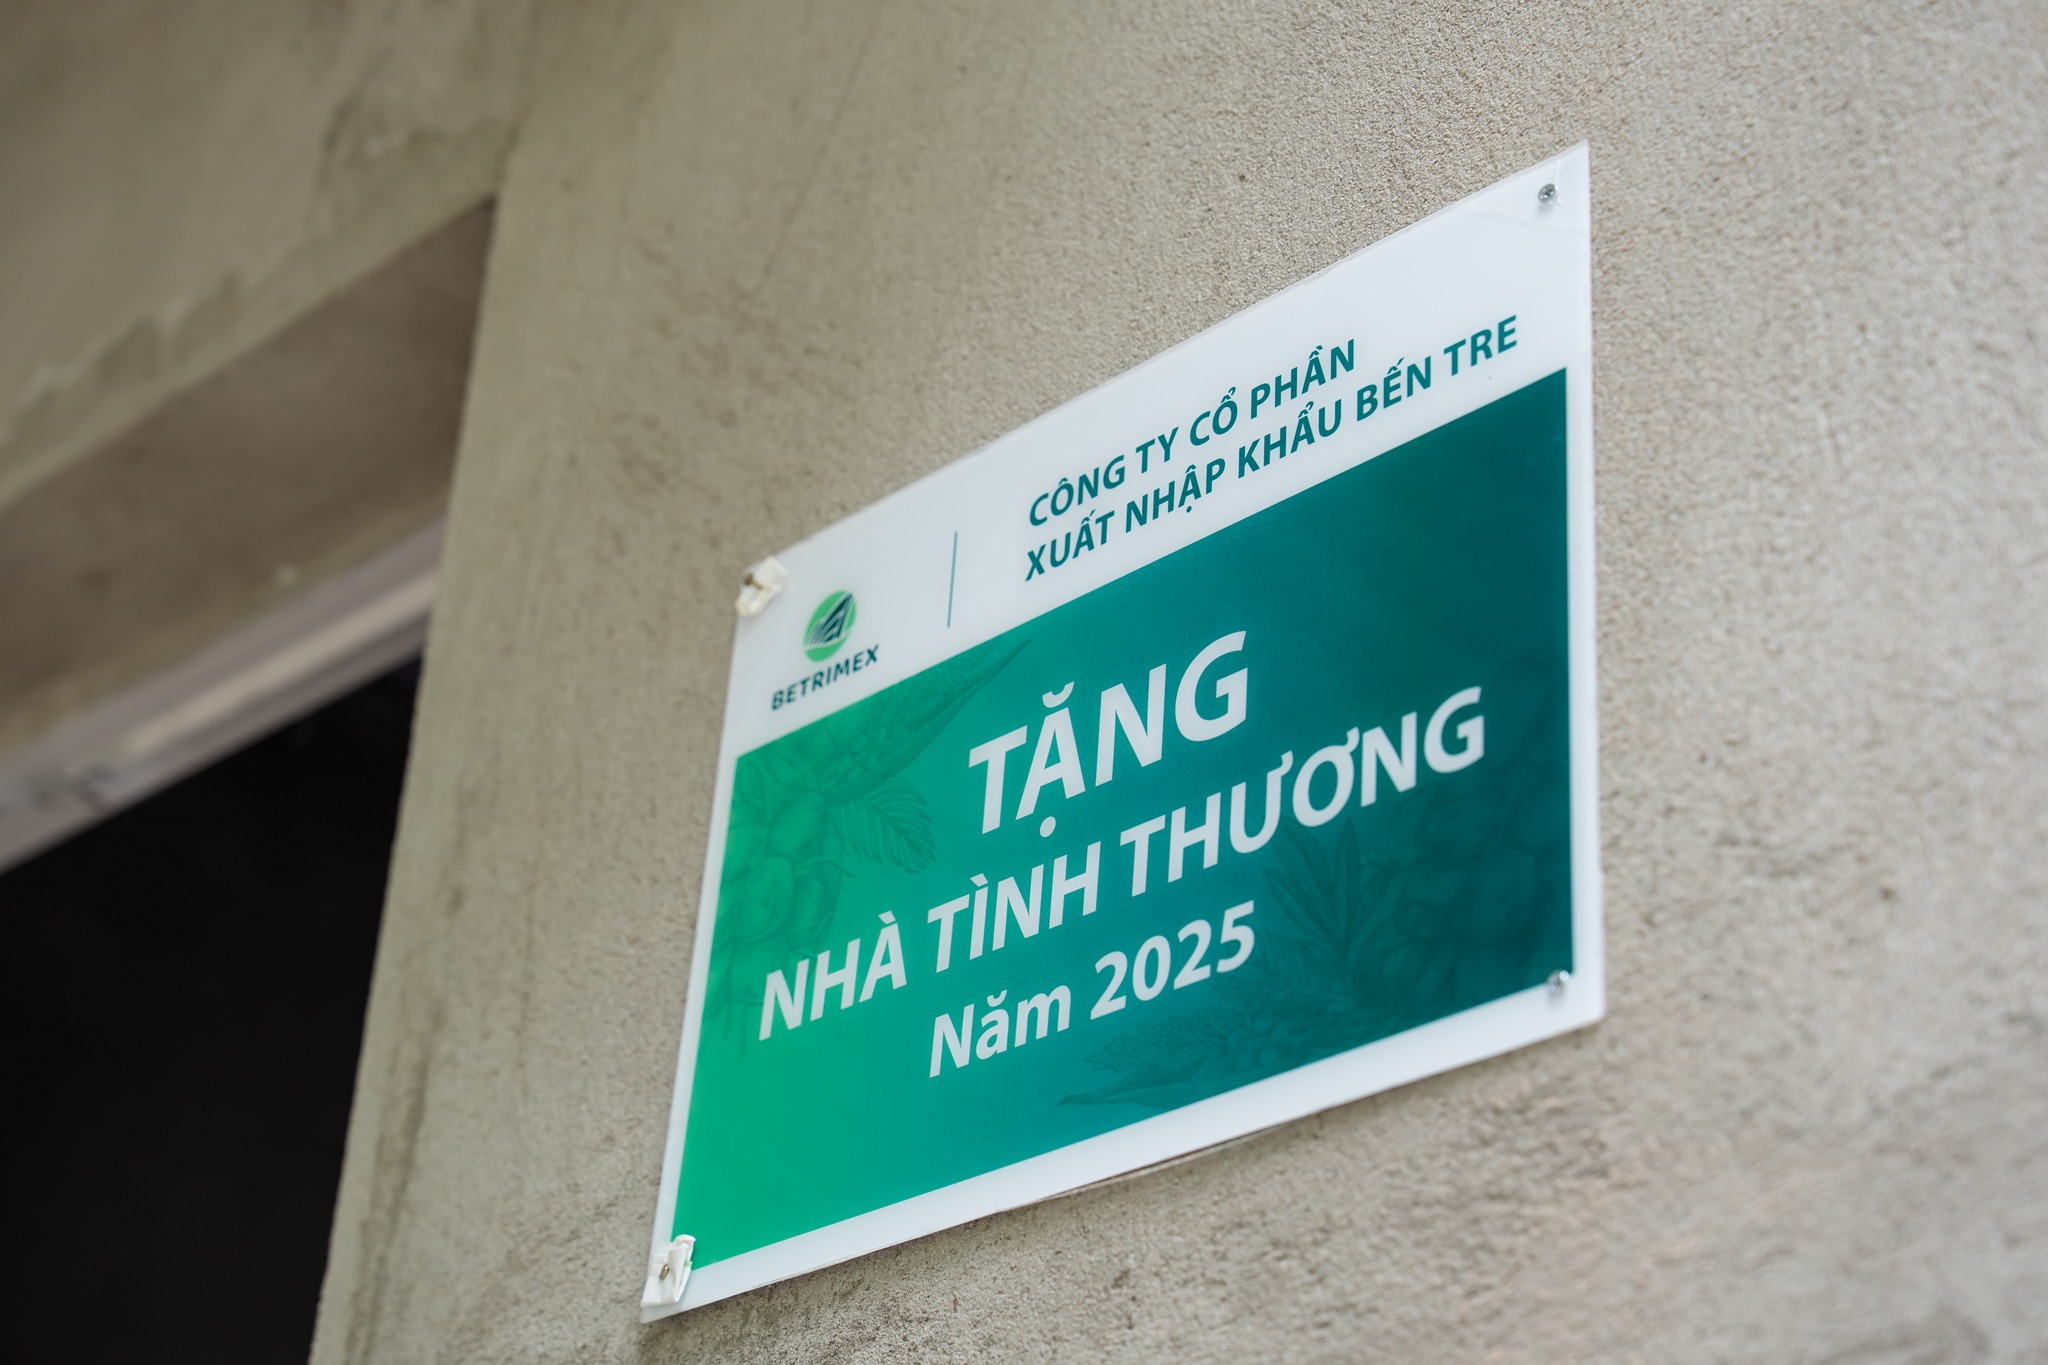 BETRIMEX
CÔNG TY CỔ PHẦN
XUẤT NHẬP KHẨU BẾN TRE
TẶNG
NHÀ TÌNH THƯƠNG
Năm 2025